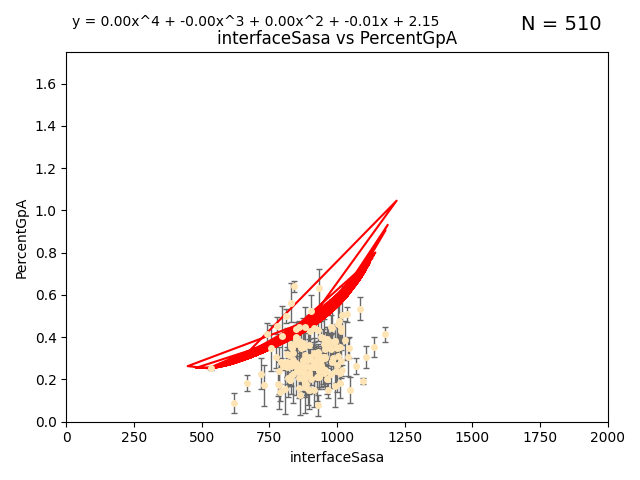 y = 0.00x^4 + -0.00x^3 + 0.00x^2 + -0.01x + 2.15
N = 510
interfaceSasa vs PercentGpA
PercentGpA
1.6
1.4
1.2
1.0
0.8
0.6
0.4
0.2
0.0
0 250 500 750 1000 1250 1500 1750 2000
interfaceSasa